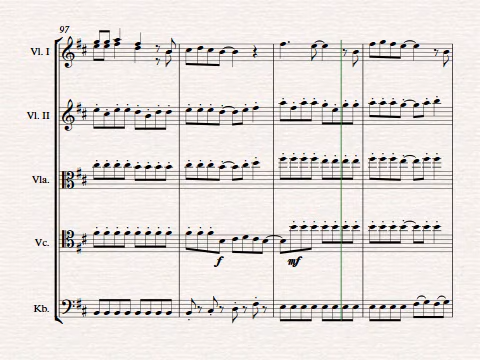 97
Vl. I
Vl. II
Vla.
Vc.
f
mf
Kb.